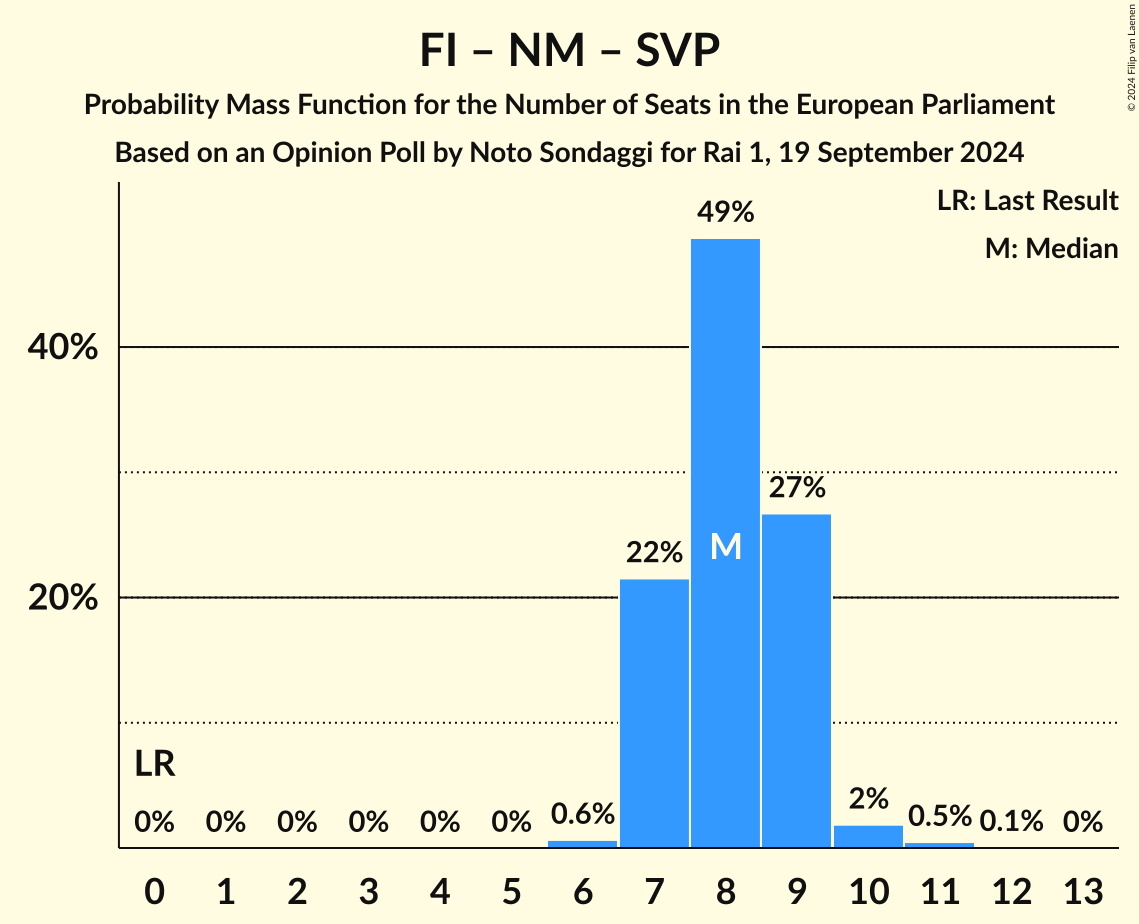 FI – NM – SVP
Probability Mass Function for the Number of Seats in the European Parliament
Based on an Opinion Poll by Noto Sondaggi for Rai 1, 19 September 2024
© 2024 Filip van Laenen
LR: Last Result
M: Median
49%
40%
27%
22%
M
20%
LR
0% 0% 0% 0% 0% 0% 0.6% 2% 0.5% 0.1% 0%
0 1 2 3 4 5 6 7 8 9 10 11 12 13